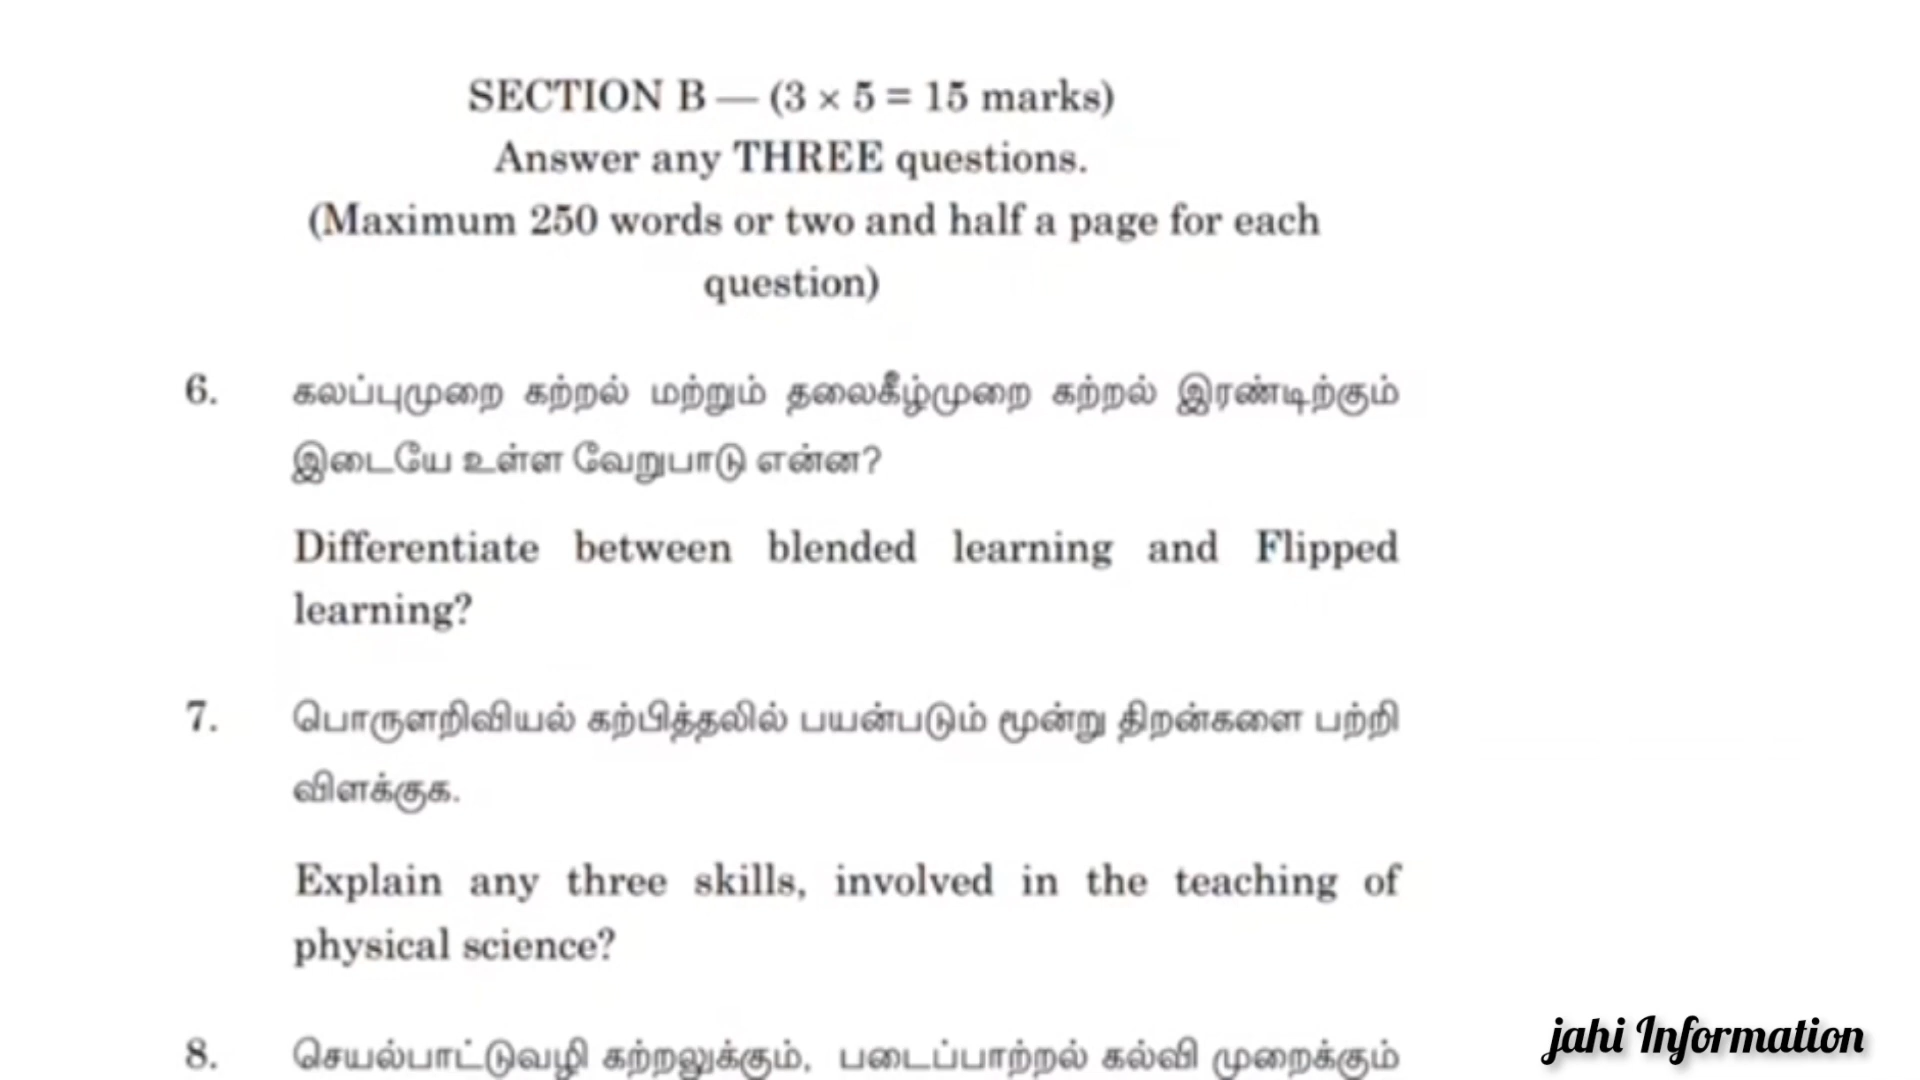 SECTION B — (3 × 5 = 15 marks)
Answer any THREE questions.
(Maximum 250 words or two and half a page for each
question)
6. கலப்புமுறை கற்றல் மற்றும் தலைகீழ்முறை கற்றல் இரண்டிற்கும்
இடையே உள்ள வேறுபாடு என்ன?
Differentiate between blended learning and Flipped
learning?
7. பொருளறிவியல் கற்பித்தலில் பயன்படும் மூன்று திறன்களை பற்றி
விளக்குக.
Explain any three skills, involved in the teaching of
physical science?
8. செயல்பாட்டுவழி கற்றலுக்கும், படைப்பாற்றல் கல்வி முறைக்கும்
jahi Information